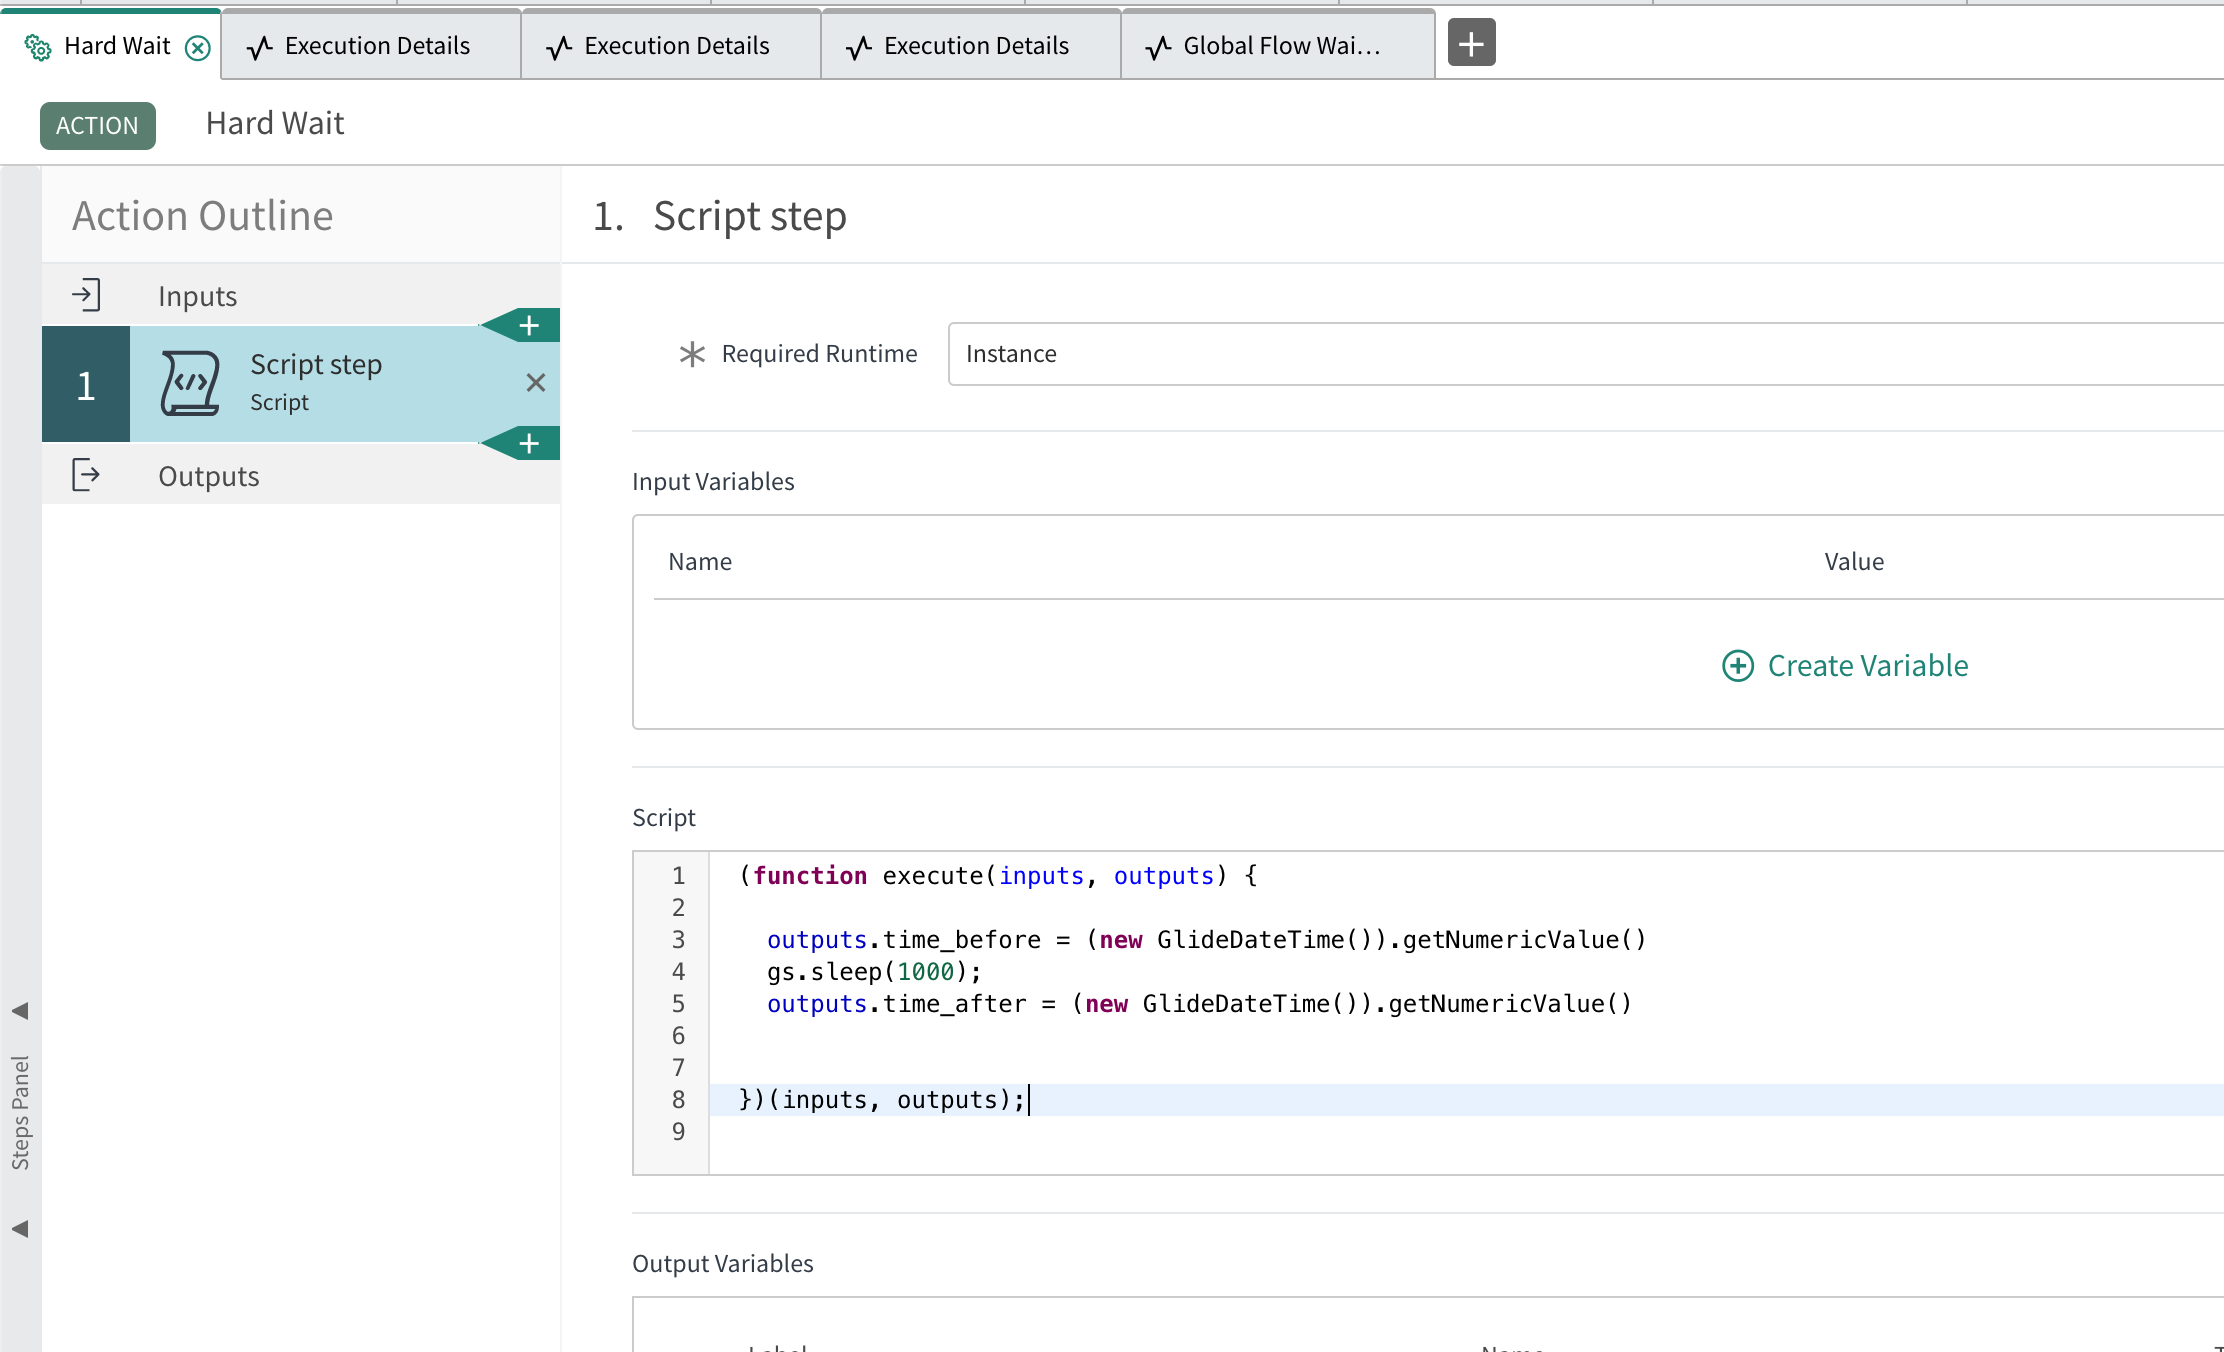 Hard Wait
Execution Details
Execution Details
Execution Details
Global Flow Wai...
ACTION
Hard Wait
Action Outline
Inputs
1
Script step
Script
Outputs
Steps Panel
1. Script step
Required Runtime
Instance
Input Variables
Name
Value
Create Variable
Script
1 (function execute(inputs, outputs) {
2
3 outputs.time_before = (new GlideDateTime()).getNumericValue()
4 gs.sleep(1000);
5 outputs.time_after = (new GlideDateTime()).getNumericValue()
6
7
8 })(inputs, outputs);
9
Output Variables
Label
Name